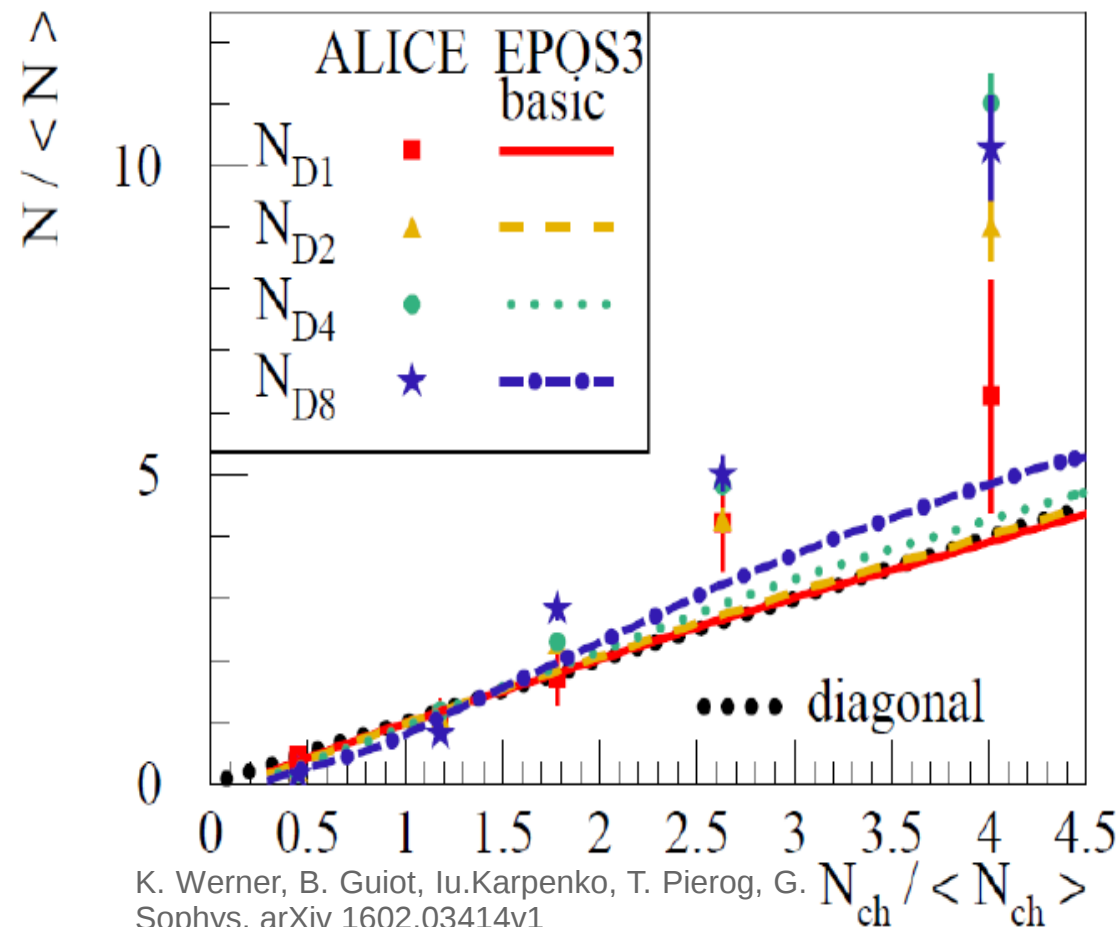 N / < N >
ALICE EPOS3
basic
N_D1
N_D2
N_D4
N_D8
10
5
0
diagonal
0 0.5 1 1.5 2 2.5 3 3.5 4 4.5
N_ch / < N_ch >
K. Werner, B. Guiot, Iu.Karpenko, T. Pierog, G.
Sophys, arXiv 1602.03414v1